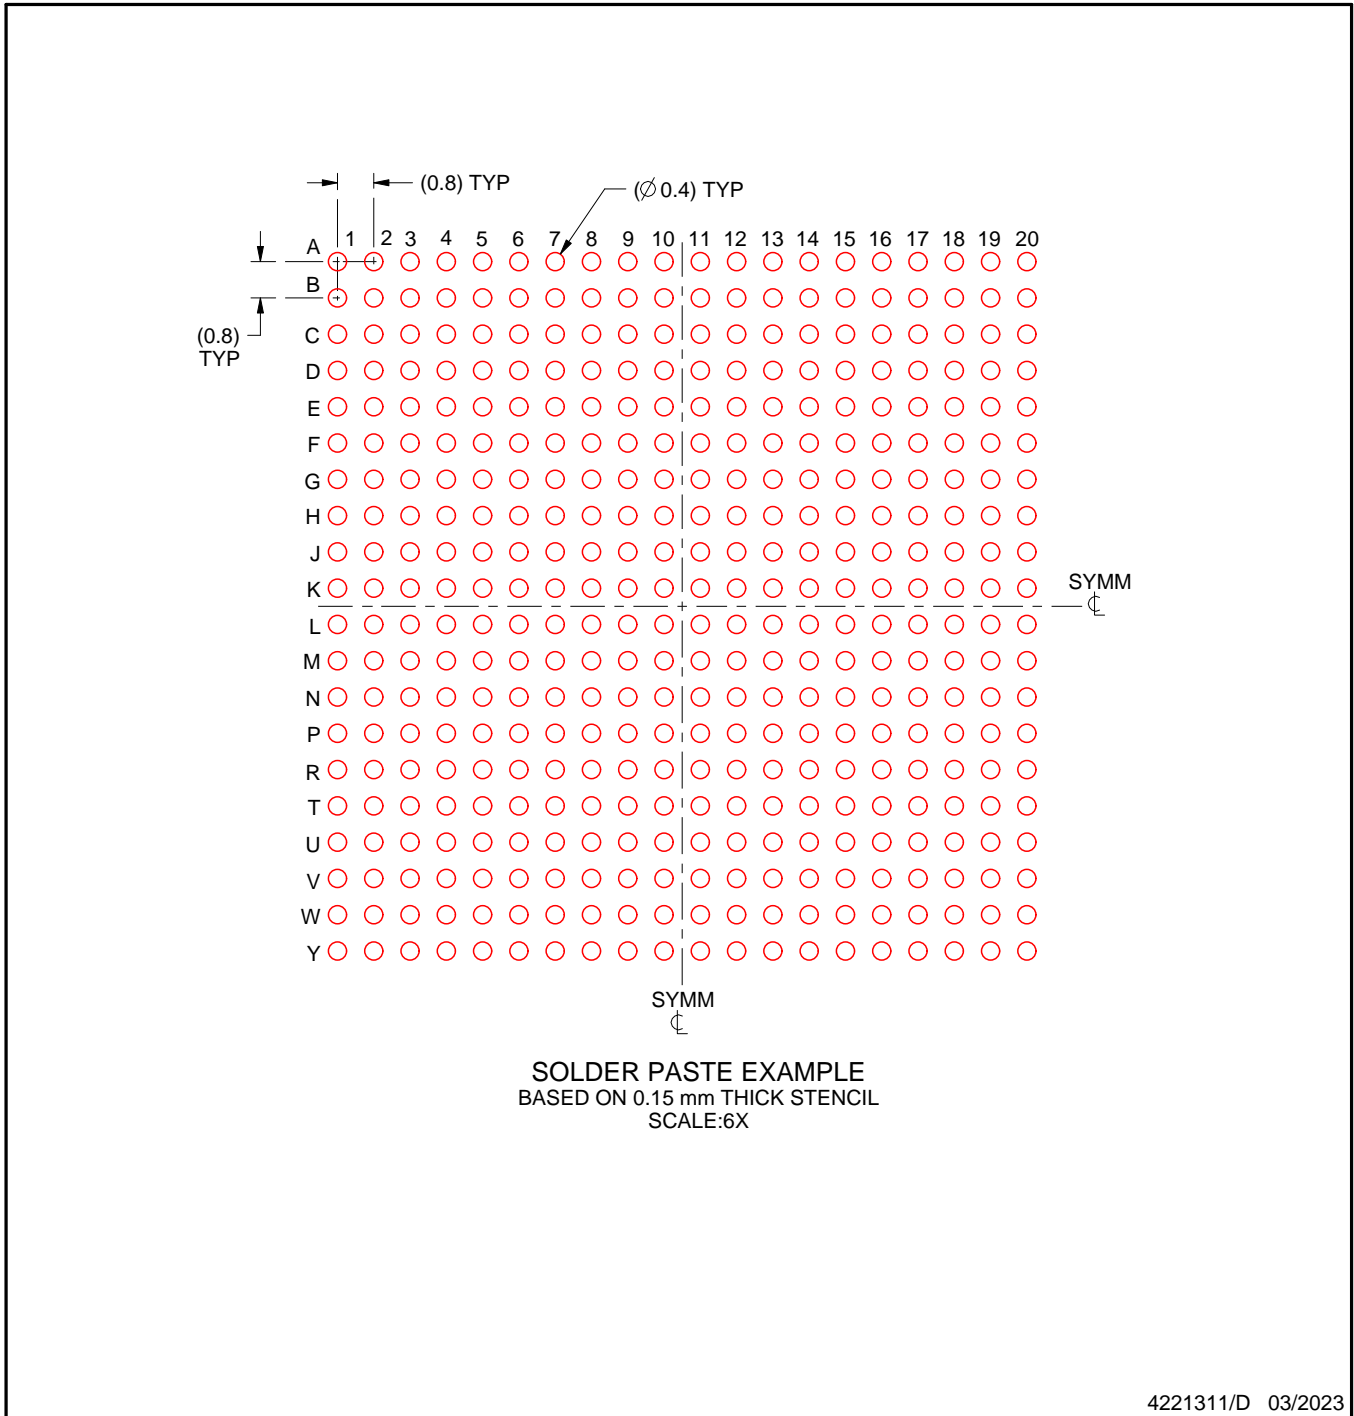 (0.8) TYP
(∅ 0.4) TYP
1 2 3 4 5 6 7 8 9 10 11 12 13 14 15 16 17 18 19 20
A
B
(0.8)
TYP
C
D
E
F
G
H
J
K
SYMM
℄
L
M
N
P
R
T
U
V
W
Y
SYMM
℄
SOLDER PASTE EXAMPLE
BASED ON 0.15 mm THICK STENCIL
SCALE:6X
4221311/D 03/2023